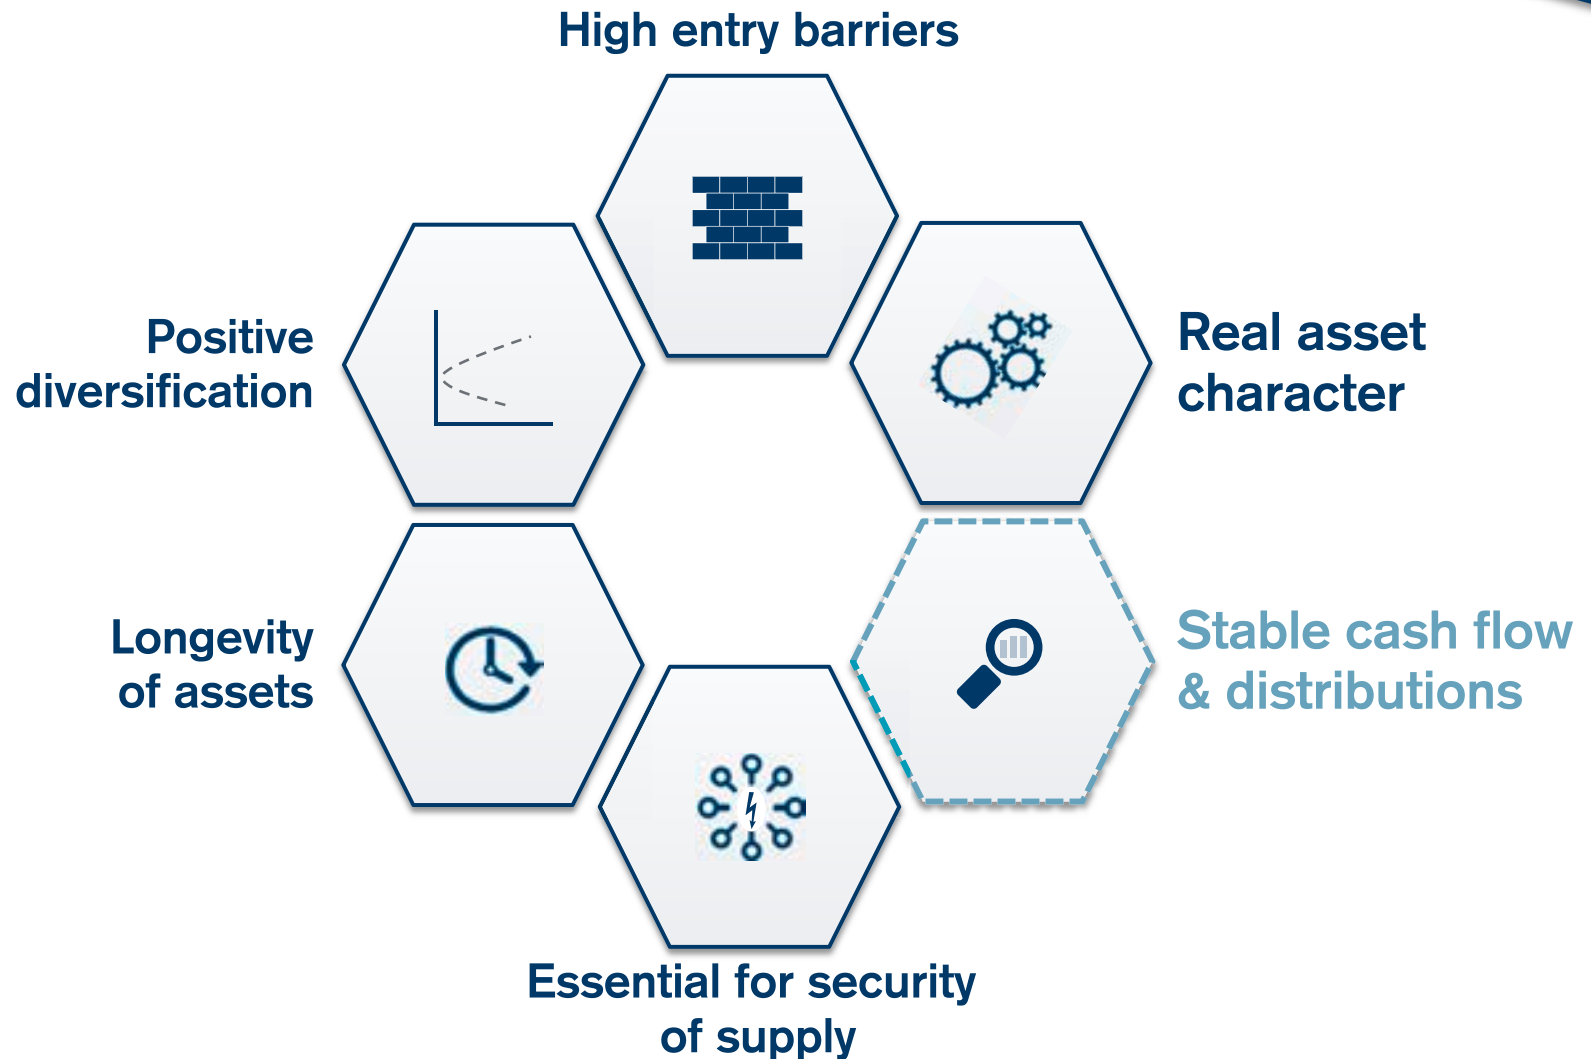 High entry barriers
Positive
diversification
Real asset
character
Longevity
of assets
Stable cash flow
& distributions
Essential for security
of supply